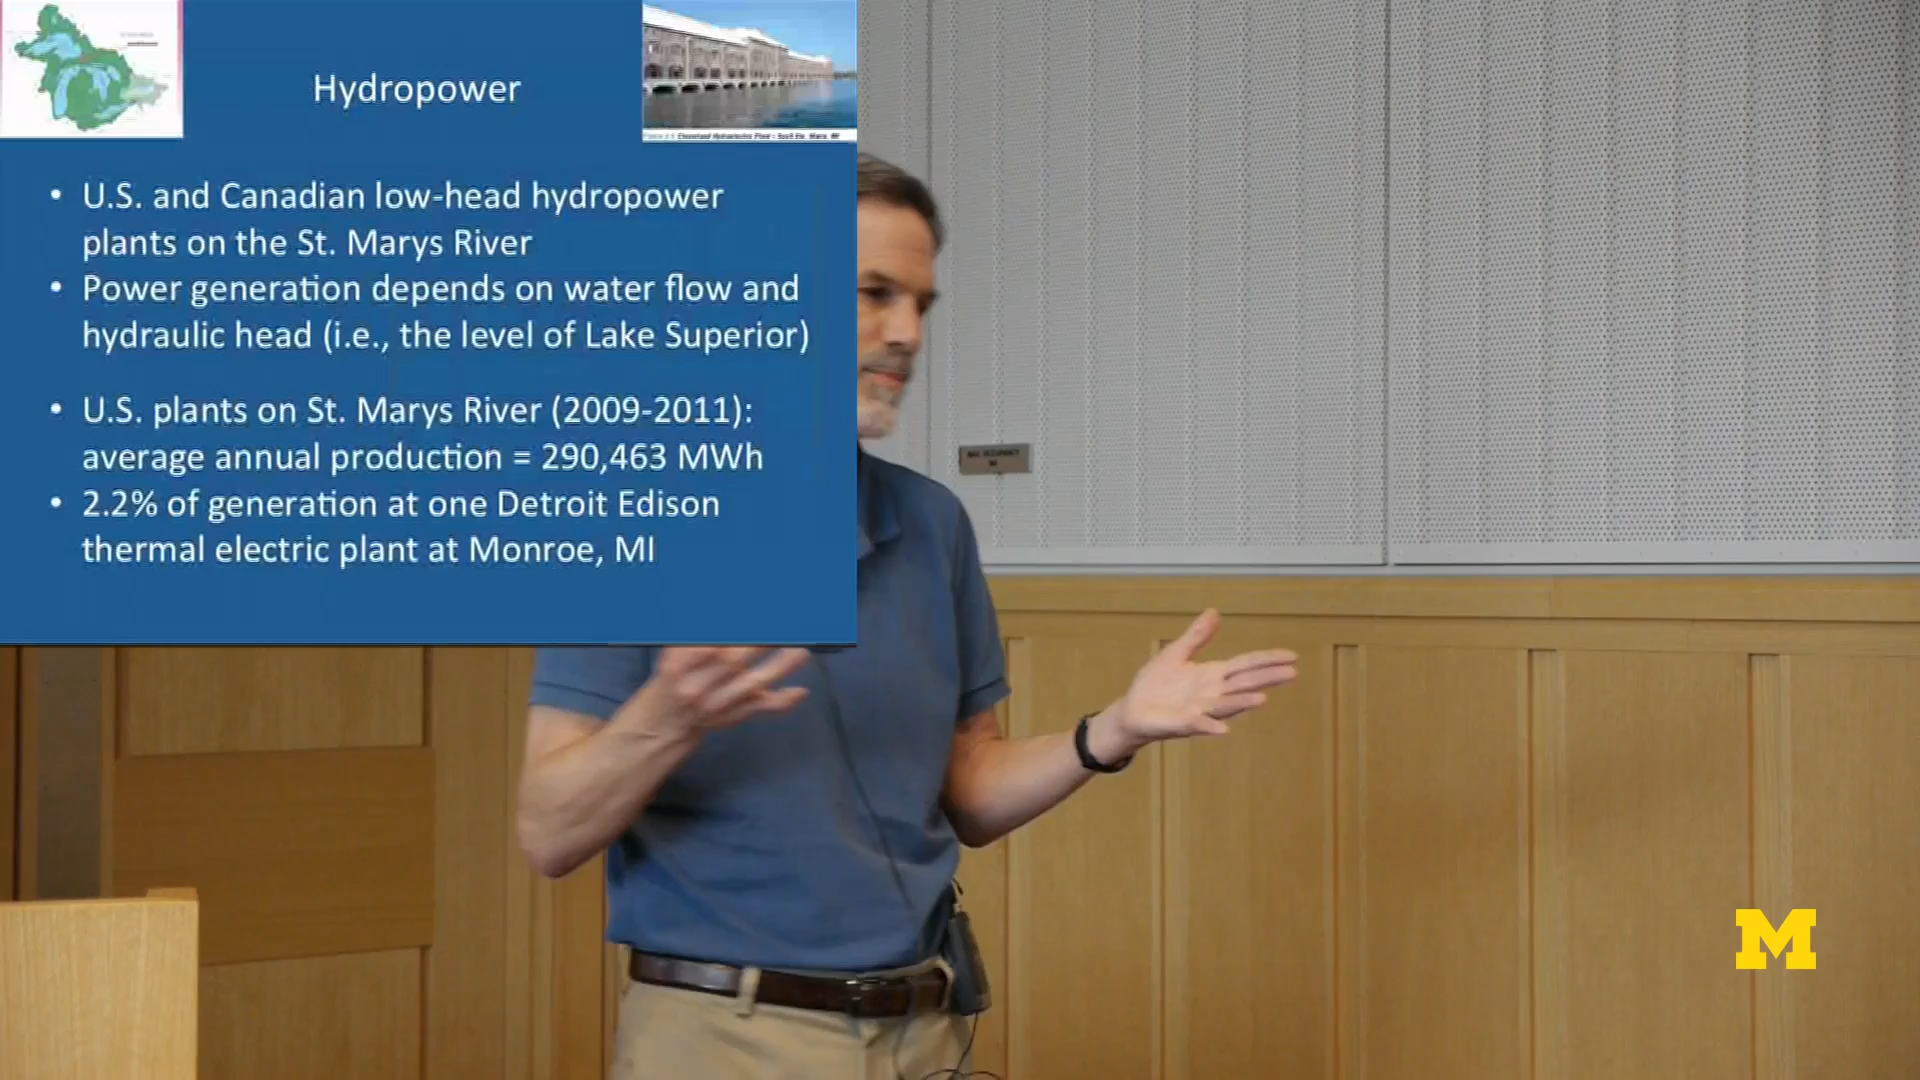 Hydropower
• U.S. and Canadian low-head hydropower
plants on the St. Marys River
• Power generation depends on water flow and
hydraulic head (i.e., the level of Lake Superior)
• U.S. plants on St. Marys River (2009-2011):
average annual production = 290,463 MWh
• 2.2% of generation at one Detroit Edison
thermal electric plant at Monroe, MI
MAX. OCCUPANCY
M